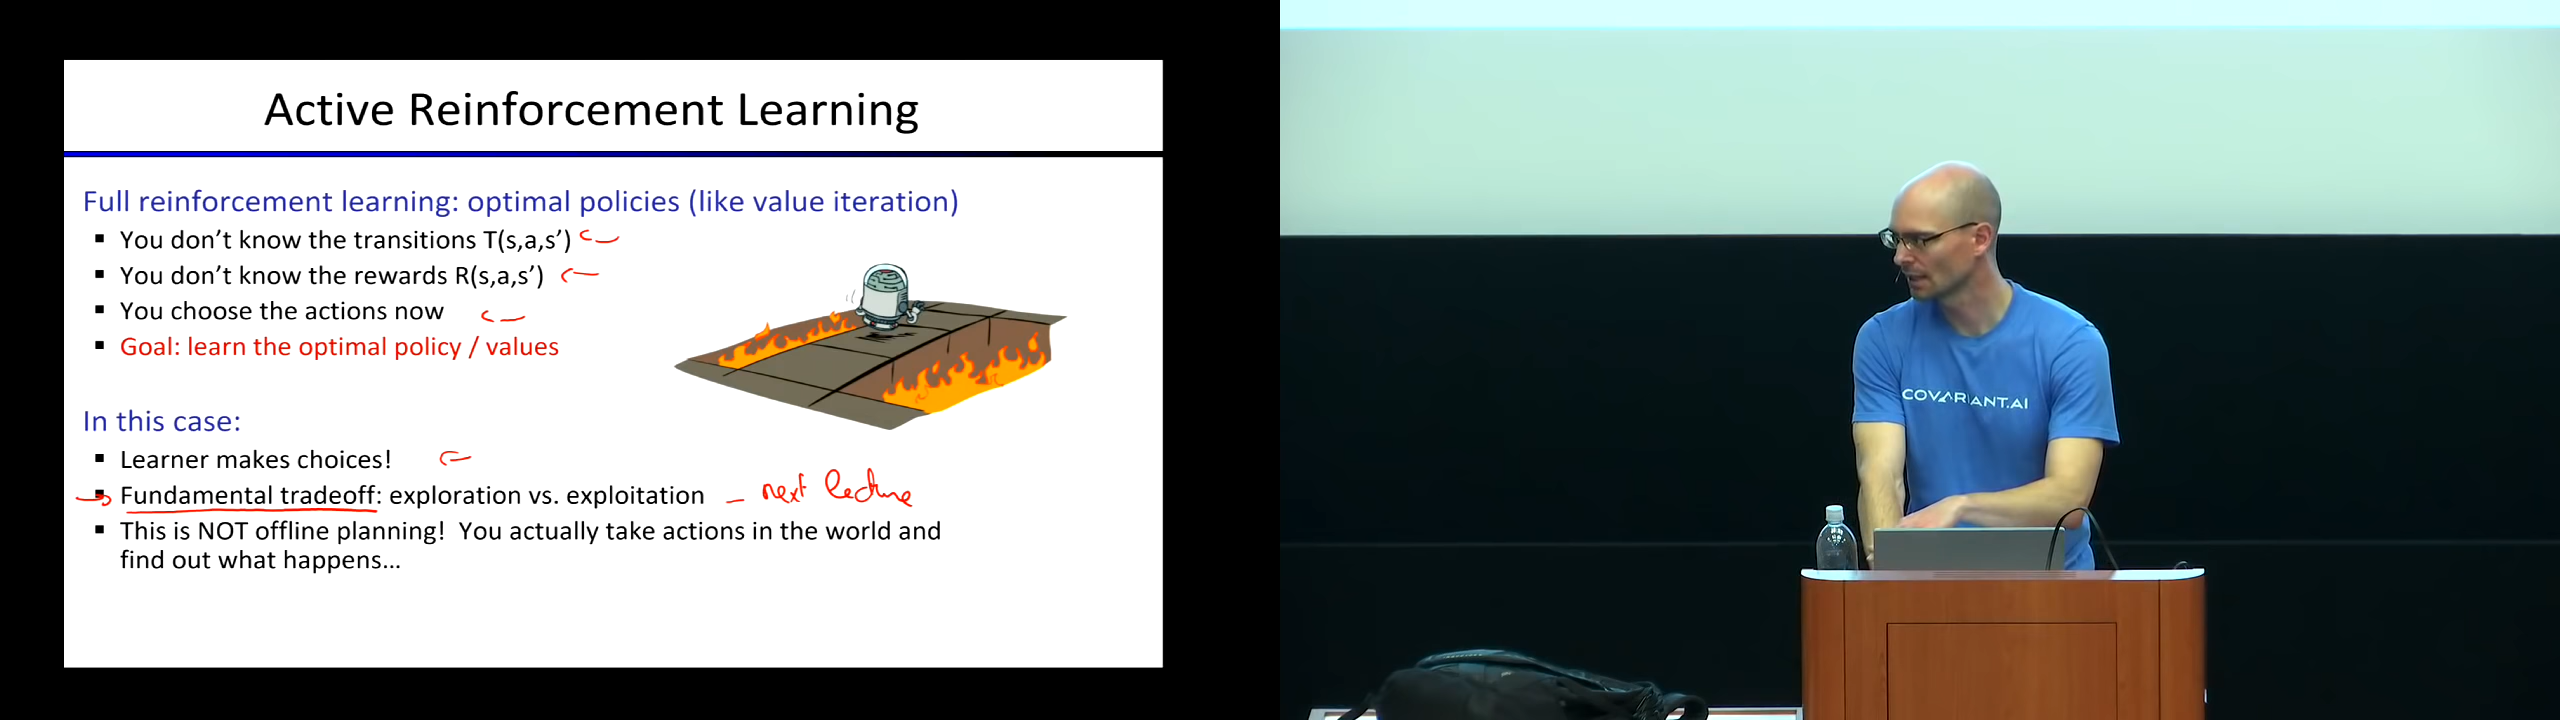 Active Reinforcement Learning
Full reinforcement learning: optimal policies (like value iteration)
▪ You don’t know the transitions T(s,a,s’)
▪ You don’t know the rewards R(s,a,s’)
▪ You choose the actions now
▪ Goal: learn the optimal policy / values
In this case:
▪ Learner makes choices!
▪ Fundamental tradeoff: exploration vs. exploitation – next lecture
▪ This is NOT offline planning! You actually take actions in the world and
find out what happens…
COVARIANT.AI